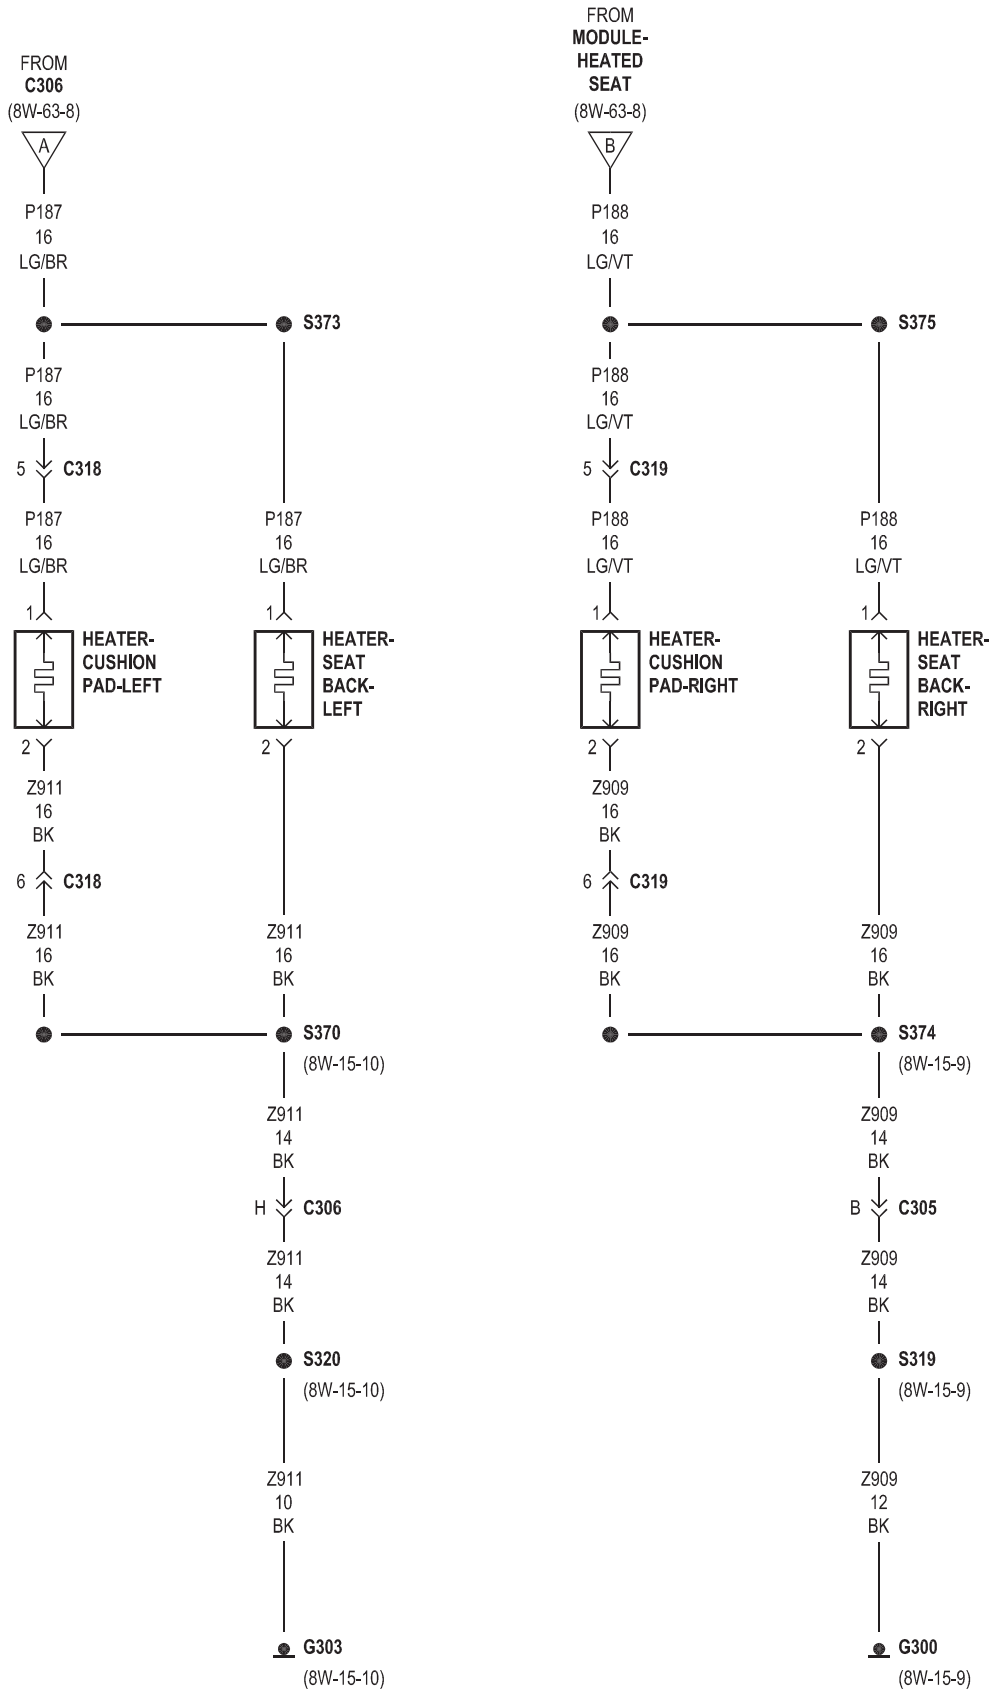 FROM
C306
(8W-63-8)
A
P187
16
LG/BR
S373
P187
16
LG/BR
5
C318
P187
16
LG/BR
P187
16
LG/BR
1
1
HEATER-
CUSHION
PAD-LEFT
HEATER-
SEAT
BACK-
LEFT
2
2
Z911
16
BK
6
C318
Z911
16
BK
Z911
16
BK
S370
(8W-15-10)
Z911
14
BK
H
C306
Z911
14
BK
S320
(8W-15-10)
Z911
10
BK
G303
(8W-15-10)
FROM
MODULE-
HEATED
SEAT
(8W-63-8)
B
P188
16
LG/VT
S375
P188
16
LG/VT
5
C319
P188
16
LG/VT
P188
16
LG/VT
1
1
HEATER-
CUSHION
PAD-RIGHT
HEATER-
SEAT
BACK-
RIGHT
2
2
Z909
16
BK
6
C319
Z909
16
BK
Z909
16
BK
S374
(8W-15-9)
Z909
14
BK
B
C305
Z909
14
BK
S319
(8W-15-9)
Z909
12
BK
G300
(8W-15-9)